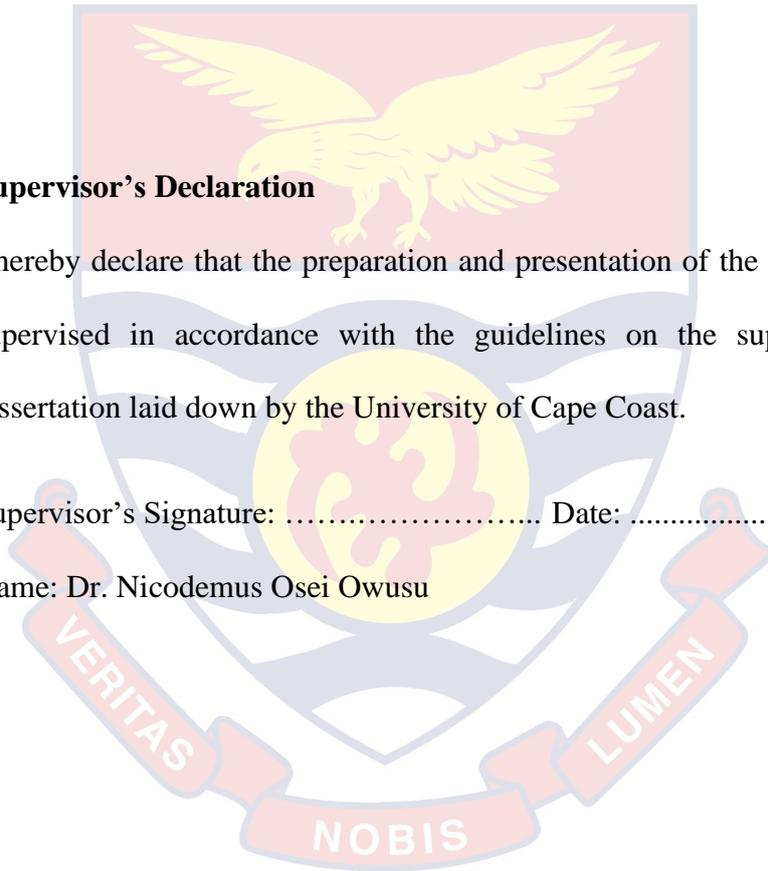 upervisor's Declaration
hereby declare that the preparation and presentation of the
pervised in accordance with the guidelines on the sup
ssertation laid down by the University of Cape Coast.
upervisor's Signature: …………………….. Date: ................
ame: Dr. Nicodemus Osei Owusu
VERITAS
NOBIS
LUMEN